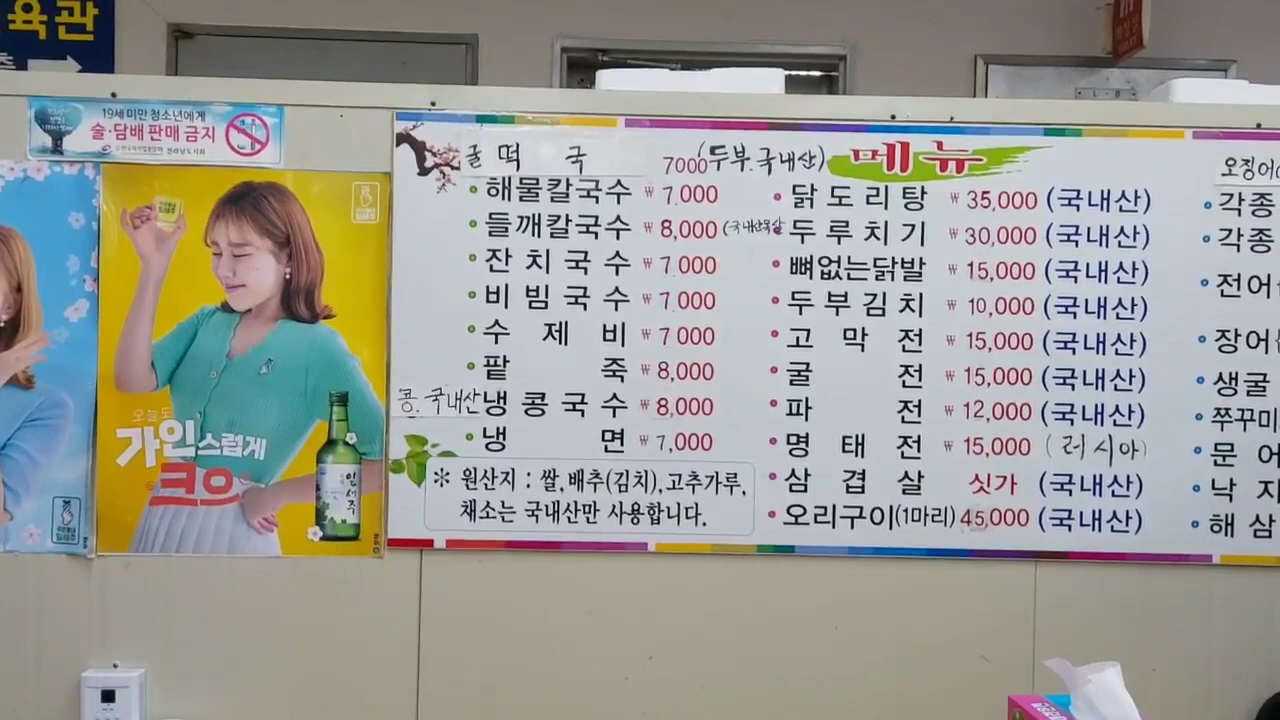 육관
19세 미만 청소년에게
술·담배 판매 금지
오늘도
가인스럽게
크으
잎새주
메뉴
굴떡국 7000 (두부.국내산)
해물칼국수 ₩7,000
들깨칼국수 ₩8,000
잔치국수 ₩7,000
비빔국수 ₩7,000
수제비 ₩7000
팥죽 ₩8,000
콩.국내산 냉콩국수 ₩8,000
냉면 ₩7,000
※ 원산지 : 쌀,배추(김치),고추가루,
채소는 국내산만 사용합니다.
닭도리탕 ₩35,000 (국내산)
(국내산목살 두루치기 ₩30,000 (국내산)
뼈없는닭발 ₩15,000 (국내산)
두부김치 ₩10,000 (국내산)
고막전 ₩15,000 (국내산)
굴전 ₩15,000 (국내산)
파전 ₩12,000 (국내산)
명태전 ₩15,000 (러시아)
삼겹살 싯가 (국내산)
오리구이(1마리) 45,000 (국내산)
오징어
각종
각종
전어
장어
생굴
쭈꾸미
문어
낙지
해삼